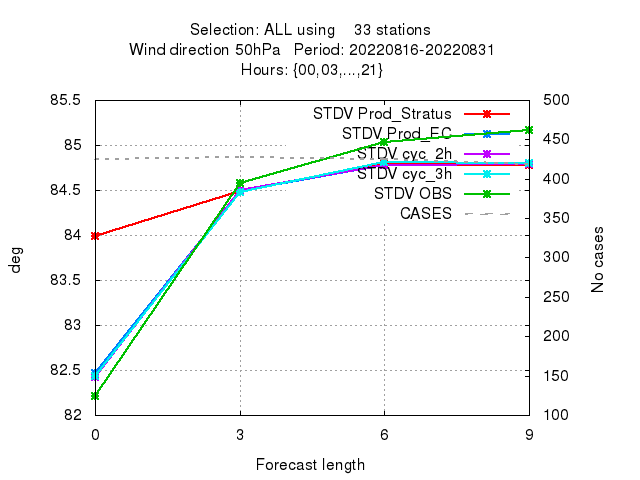 Selection: ALL using    33 stations
Wind direction 50hPa   Period: 20220816-20220831
Hours: {00,03,...,21}
85.5
85
84.5
84
83.5
83
82.5
82
deg
500
450
400
350
300
250
200
150
100
No cases
STDV Prod_Stratus
STDV Prod_EC
STDV cyc_2h
STDV cyc_3h
STDV OBS
CASES
0 3 6 9
Forecast length